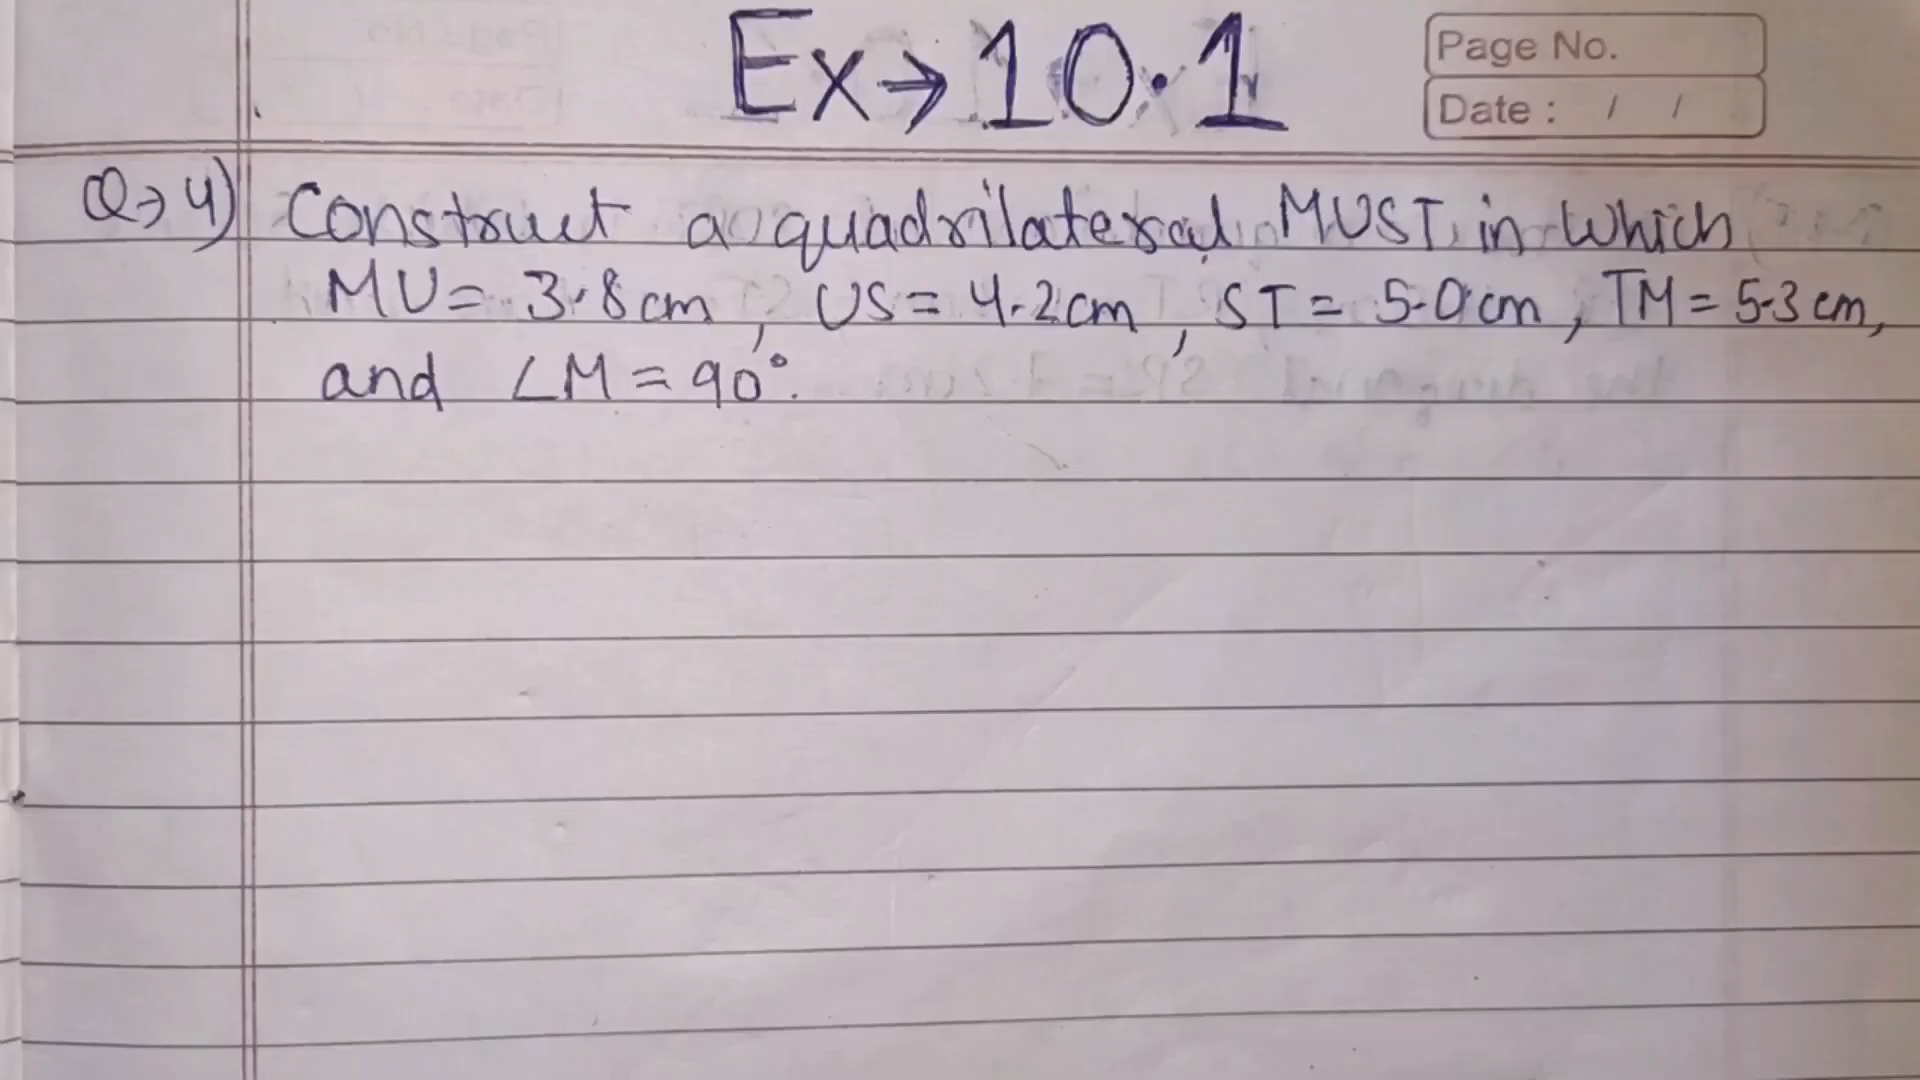 Ex→10.1
Page No.
Date : / /
Q→4) Construct a quadrilateral MUST in which
MU = 3.8 cm, US = 4.2 cm, ST = 5.0 cm, TM = 5.3 cm,
and ∠M = 90°.